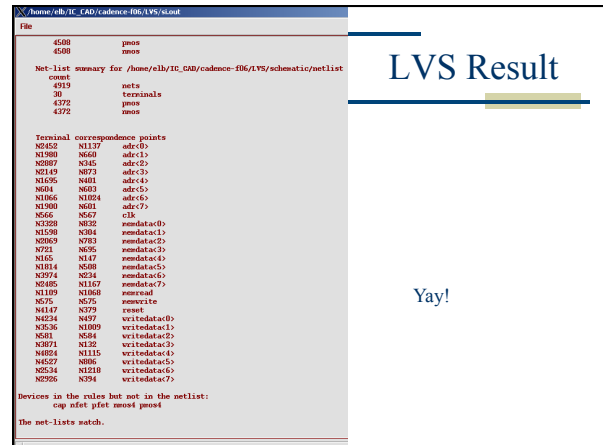 /home/elb/IC_CAD/cadence-f06/LVS/si.out
File
4508 pmos
4508 nmos
Net-list summary for /home/elb/IC_CAD/cadence-f06/LVS/schematic/netlist
count
4919 nets
30 terminals
4372 pmos
4372 nmos
Terminal correspondence points
N2452 N1137 adr<0>
N1980 N660 adr<1>
N2887 N345 adr<2>
N2149 N873 adr<3>
N1695 N401 adr<4>
N604 N603 adr<5>
N1066 N1024 adr<6>
N1900 N601 adr<7>
N566 N567 clk
N3328 N832 memdata<0>
N1598 N304 memdata<1>
N2069 N783 memdata<2>
N721 N695 memdata<3>
N165 N147 memdata<4>
N1814 N508 memdata<5>
N3974 N234 memdata<6>
N2485 N1167 memdata<7>
N1109 N1068 memread
N575 N575 memwrite
N4147 N379 reset
N4234 N497 writedata<0>
N3536 N1009 writedata<1>
N581 N584 writedata<2>
N3871 N132 writedata<3>
N4824 N1115 writedata<4>
N4527 N806 writedata<5>
N2534 N1218 writedata<6>
N2926 N394 writedata<7>
Devices in the rules but not in the netlist:
cap nfet pfet nmos4 pmos4
The net-lists match.
LVS Result
Yay!